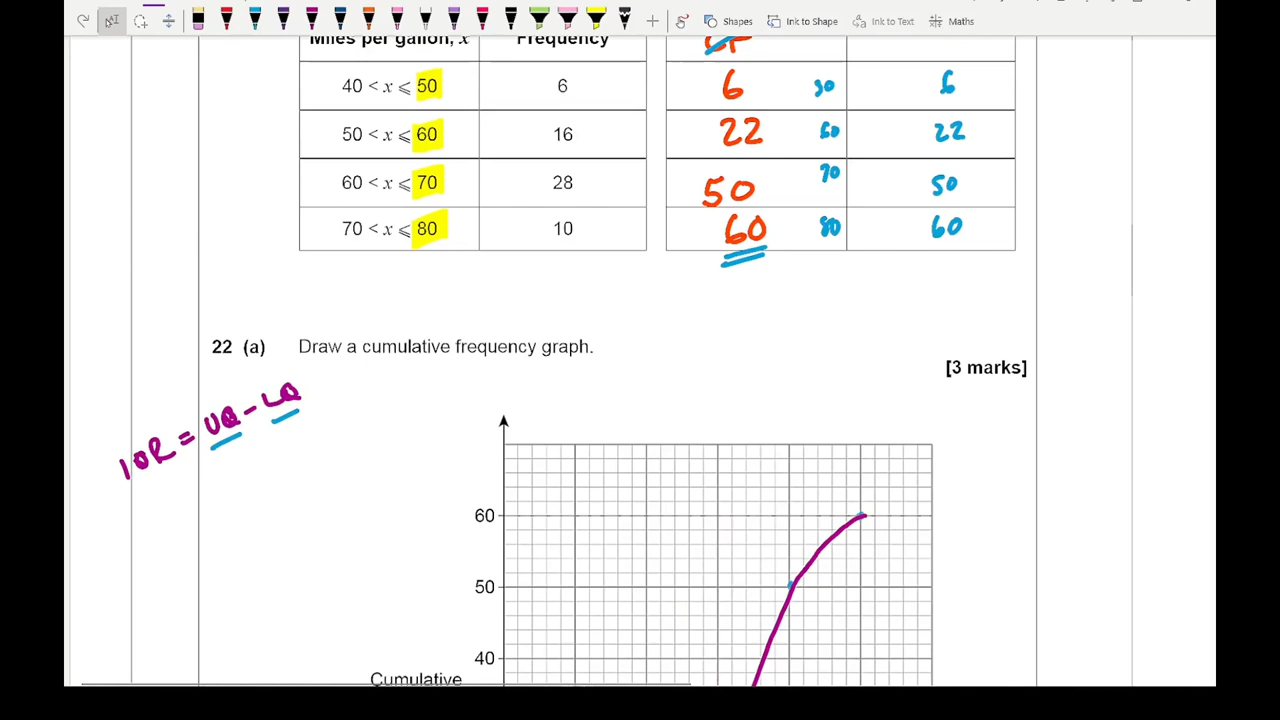 Shapes Ink to Shape Ink to Text Maths
Miles per gallon, x Frequency CF
40 < x ⩽ 50 6 6 50 6
50 < x ⩽ 60 16 22 60 22
60 < x ⩽ 70 28 50 70 50
70 < x ⩽ 80 10 60 80 60
22 (a) Draw a cumulative frequency graph.
[3 marks]
IQR = UQ - LQ
60
50
40
Cumulative